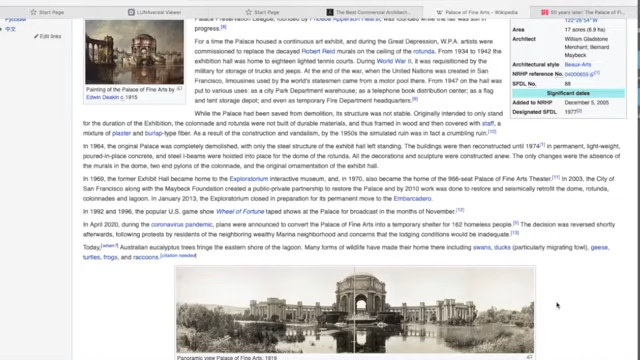 Start Page
LUNAversal Viewer
Start Page
The Best Commercial Architect
Palace of Fine Arts - Wikipedia
50 years later: The Palace of Fi
Русский
中文
Edit links
Painting of the Palace of Fine Arts by
Edwin Deakin c. 1915
Palace Preservation League, founded by Phoebe Apperson Hearst, was founded while the fair was still in
progress.[8]
For a time the Palace housed a continuous art exhibit, and during the Great Depression, W.P.A. artists were
commissioned to replace the decayed Robert Reid murals on the ceiling of the rotunda. From 1934 to 1942 the
exhibition hall was home to eighteen lighted tennis courts. During World War II, it was requisitioned by the
military for storage of trucks and jeeps. At the end of the war, when the United Nations was created in San
Francisco, limousines used by the world's statesmen came from a motor pool there. From 1947 on the hall was
put to various uses: as a city Park Department warehouse; as a telephone book distribution center; as a flag
and tent storage depot; and even as temporary Fire Department headquarters.[9]
While the Palace had been saved from demolition, its structure was not stable. Originally intended to only stand
for the duration of the Exhibition, the colonnade and rotunda were not built of durable materials, and thus framed in wood and then covered with staff, a
mixture of plaster and burlap-type fiber. As a result of the construction and vandalism, by the 1950s the simulated ruin was in fact a crumbling ruin.[10]
In 1964, the original Palace was completely demolished, with only the steel structure of the exhibit hall left standing. The buildings were then reconstructed in permanent, light-weight,
poured-in-place concrete, and steel I-beams were hoisted into place for the dome of the rotunda. All the decorations and sculpture were constructed anew. The only changes were the absence
of the murals in the dome, two end pylons of the colonnade, and the original ornamentation of the exhibit hall.
In 1969, the former Exhibit Hall became home to the Exploratorium interactive museum, and, in 1970, also became the home of the 966-seat Palace of Fine Arts Theater.[11] In 2003, the City of
San Francisco along with the Maybeck Foundation created a public-private partnership to restore the Palace and by 2010 work was done to restore and seismically retrofit the dome, rotunda,
colonnades and lagoon. In January 2013, the Exploratorium closed in preparation for its permanent move to the Embarcadero.
In 1992 and 1996, the popular U.S. game show Wheel of Fortune taped shows at the Palace for broadcast in the months of November.[12]
In April 2020, during the coronavirus pandemic, plans were announced to convert the Palace of Fine Arts into a temporary shelter for 162 homeless people. The decision was reversed shortly
afterwards, following protests by residents of the neighboring wealthy Marina neighborhood and concerns that the lodging conditions would be inadequate.[13]
Today,[when?] Australian eucalyptus trees fringe the eastern shore of the lagoon. Many forms of wildlife have made their home there including swans, ducks (particularly migrating fowl), geese,
turtles, frogs, and raccoons.[citation needed]
Area 17 acres (6.9 ha)
Architect William Gladstone
Merchant; Bernard
Maybeck
Architectural style Beaux-Arts
NRHP reference No. 04000659
SFDL No. 88
Significant dates
Added to NRHP December 5, 2005
Designated SFDL 1977
Panoramic view Palace of Fine Arts; 1919